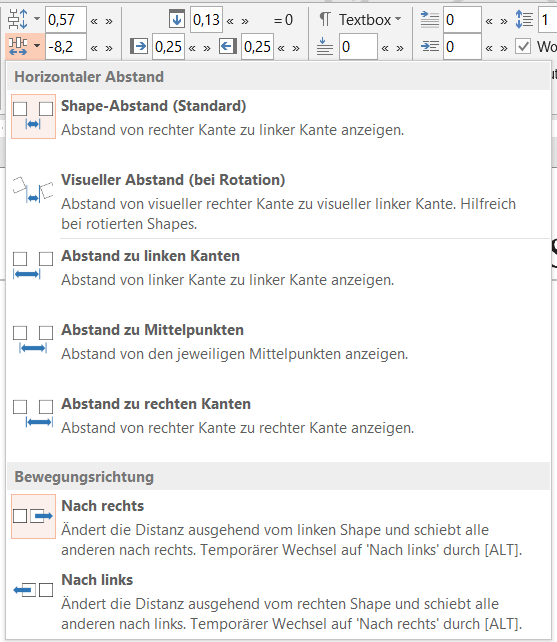 0,57 « » 0,13 « » = 0 ¶ Textbox 0 « » 1
-8,2 « » 0,25 « » 0,25 « » 0 « » 0 « » Wo
Horizontaler Abstand
Shape-Abstand (Standard)
Abstand von rechter Kante zu linker Kante anzeigen.
Visueller Abstand (bei Rotation)
Abstand von visueller rechter Kante zu visueller linker Kante. Hilfreich
bei rotierten Shapes.
Abstand zu linken Kanten
Abstand von linker Kante zu linker Kante anzeigen.
Abstand zu Mittelpunkten
Abstand von den jeweiligen Mittelpunkten anzeigen.
Abstand zu rechten Kanten
Abstand von rechter Kante zu rechter Kante anzeigen.
Bewegungsrichtung
Nach rechts
Ändert die Distanz ausgehend vom linken Shape und schiebt alle
anderen nach rechts. Temporärer Wechsel auf 'Nach links' durch [ALT].
Nach links
Ändert die Distanz ausgehend vom rechten Shape und schiebt alle
anderen nach links. Temporärer Wechsel auf 'Nach rechts' durch [ALT].